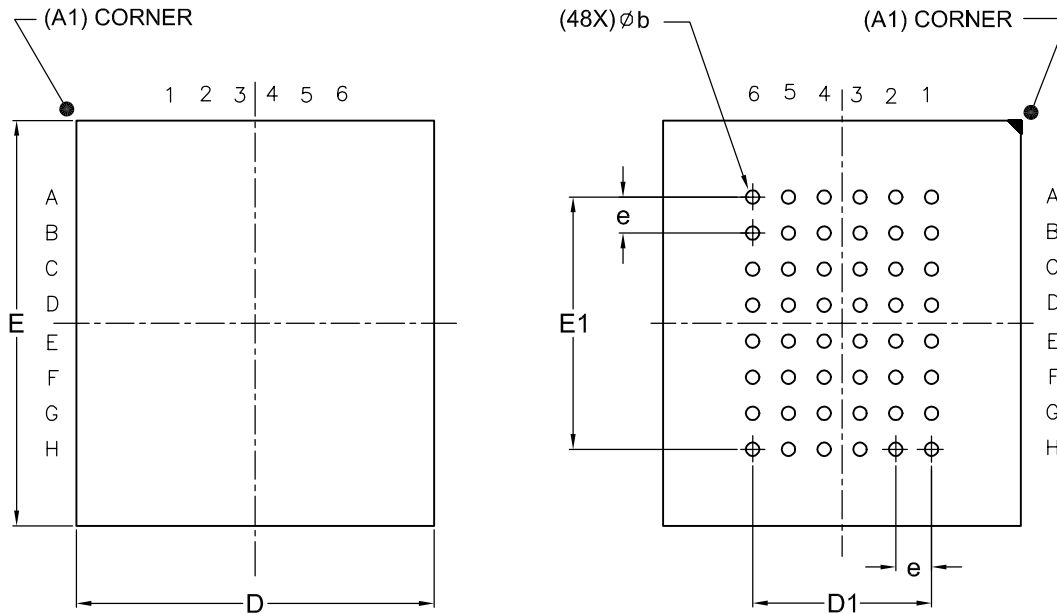 (A1) CORNER
(48X)⌀b
(A1) CORNER
1 2 3 4 5 6
6 5 4 3 2 1
A
B
C
D
E
F
G
H
E
D
e
E1
A
B
C
D
E
F
G
H
e
D1